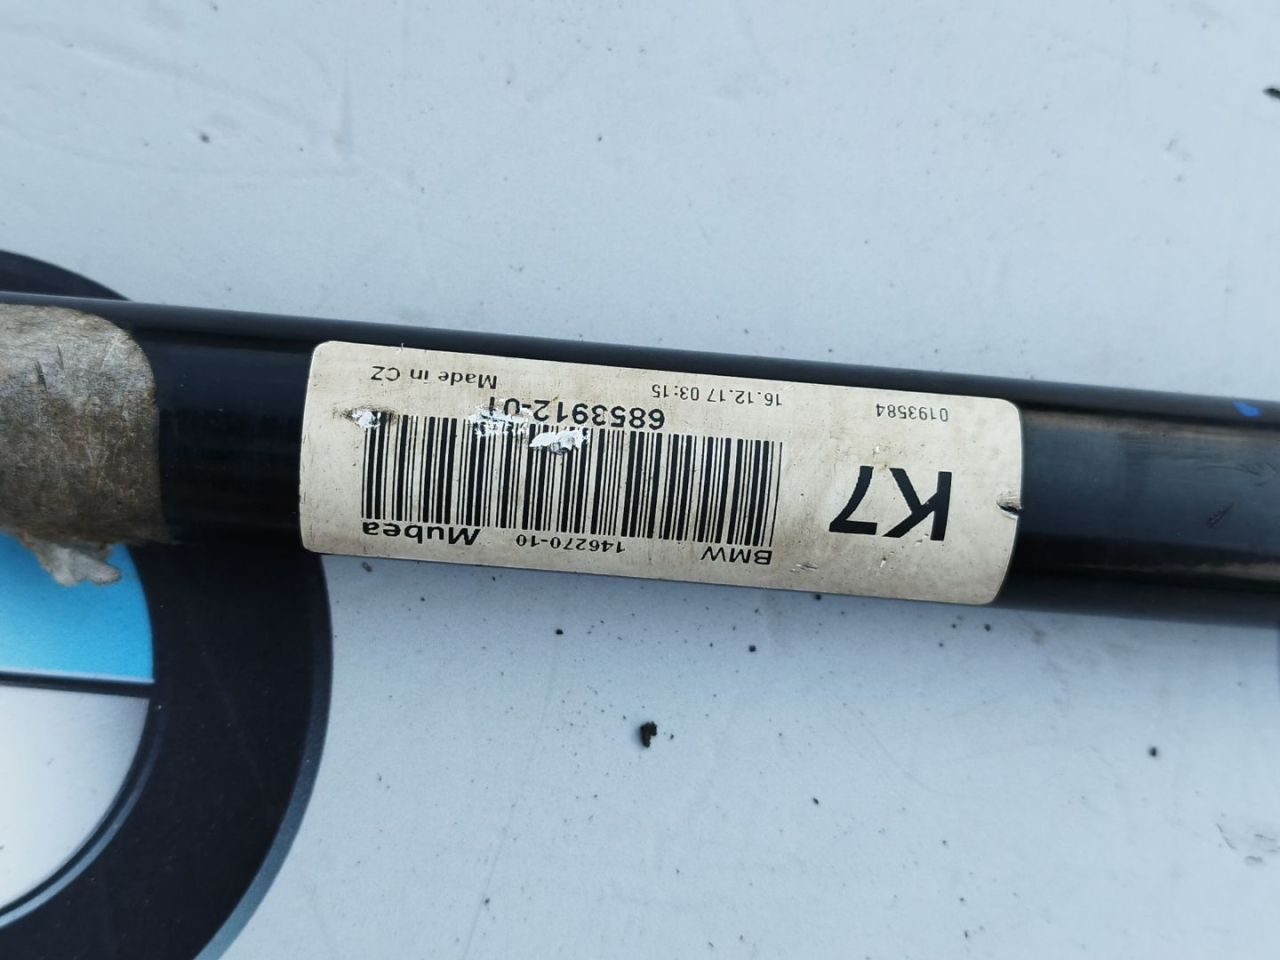 BMW 146270-10 Mubea
K7
6853912-01
0193584 16.12.17 03:15 Made in CZ